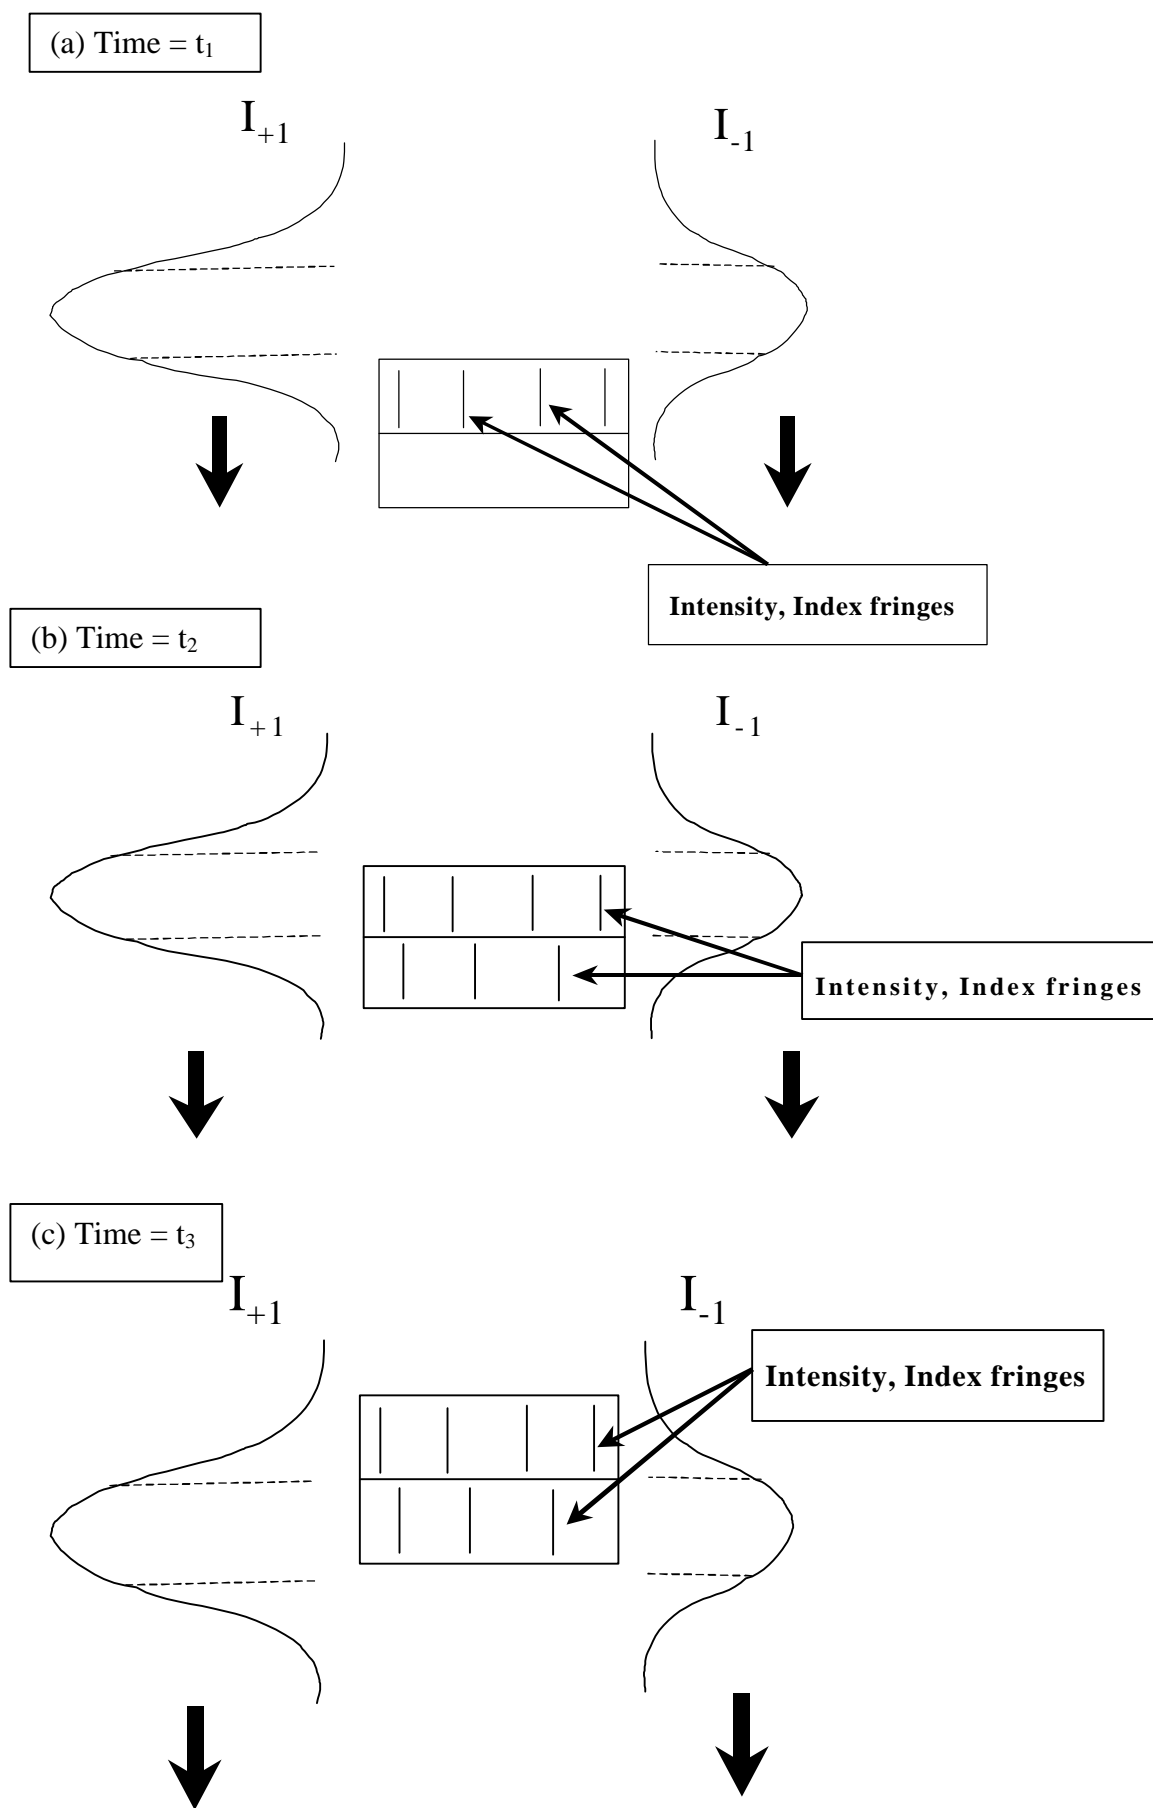 (a) Time = t₁
I₊₁ I₋₁
Intensity, Index fringes
(b) Time = t₂
I₊₁ I₋₁
Intensity, Index fringes
(c) Time = t₃
I₊₁ I₋₁
Intensity, Index fringes